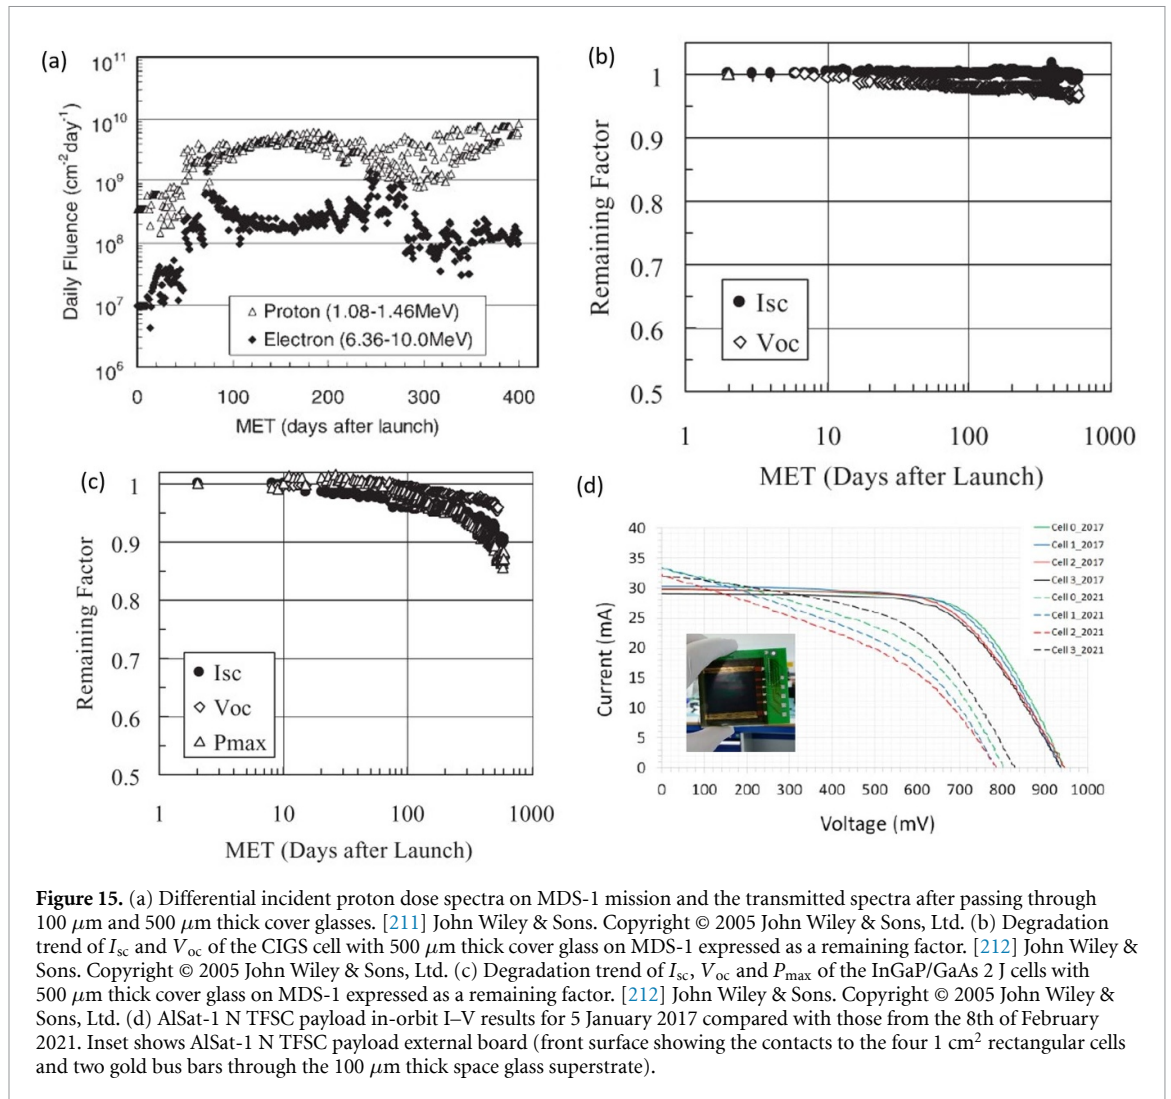 (a)
10^11
10^10
10^9
10^8
10^7
10^6
Daily Fluence (cm^-2 day^-1)
Proton (1.08-1.46MeV)
Electron (6.36-10.0MeV)
0 100 200 300 400
MET (days after launch)
(b)
1
0.9
0.8
0.7
0.6
0.5
Remaining Factor
Isc
Voc
1 10 100 1000
MET (Days after Launch)
(c)
1
0.9
0.8
0.7
0.6
0.5
Remaining Factor
Isc
Voc
Pmax
1 10 100 1000
MET (Days after Launch)
(d)
40
35
30
25
20
15
10
5
0
Current (mA)
Cell 0_2017
Cell 1_2017
Cell 2_2017
Cell 3_2017
Cell 0_2021
Cell 1_2021
Cell 2_2021
Cell 3_2021
0 100 200 300 400 500 600 700 800 900 1000
Voltage (mV)
Figure 15. (a) Differential incident proton dose spectra on MDS-1 mission and the transmitted spectra after passing through
100 μm and 500 μm thick cover glasses. [211] John Wiley & Sons. Copyright © 2005 John Wiley & Sons, Ltd. (b) Degradation
trend of Isc and Voc of the CIGS cell with 500 μm thick cover glass on MDS-1 expressed as a remaining factor. [212] John Wiley &
Sons. Copyright © 2005 John Wiley & Sons, Ltd. (c) Degradation trend of Isc, Voc and Pmax of the InGaP/GaAs 2 J cells with
500 μm thick cover glass on MDS-1 expressed as a remaining factor. [212] John Wiley & Sons. Copyright © 2005 John Wiley &
Sons, Ltd. (d) AlSat-1 N TFSC payload in-orbit I–V results for 5 January 2017 compared with those from the 8th of February
2021. Inset shows AlSat-1 N TFSC payload external board (front surface showing the contacts to the four 1 cm² rectangular cells
and two gold bus bars through the 100 μm thick space glass superstrate).